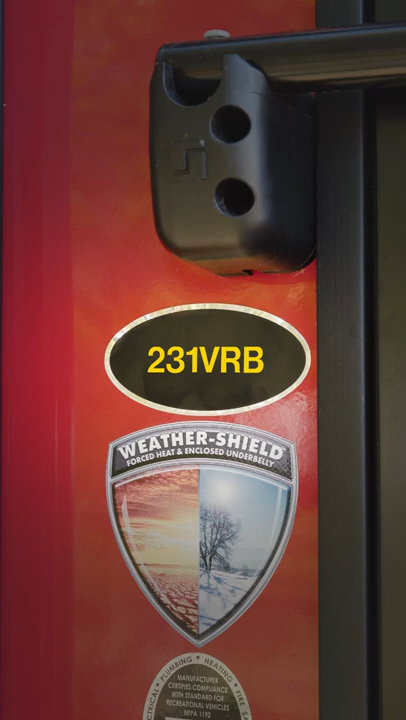 231VRB
WEATHER-SHIELD
FORCED HEAT & ENCLOSED UNDERBELLY
PLUMBING • HEATING • FIRE
MANUFACTURER
CERTIFIES COMPLIANCE
WITH STANDARD FOR
RECREATIONAL VEHICLES
NFPA 1192